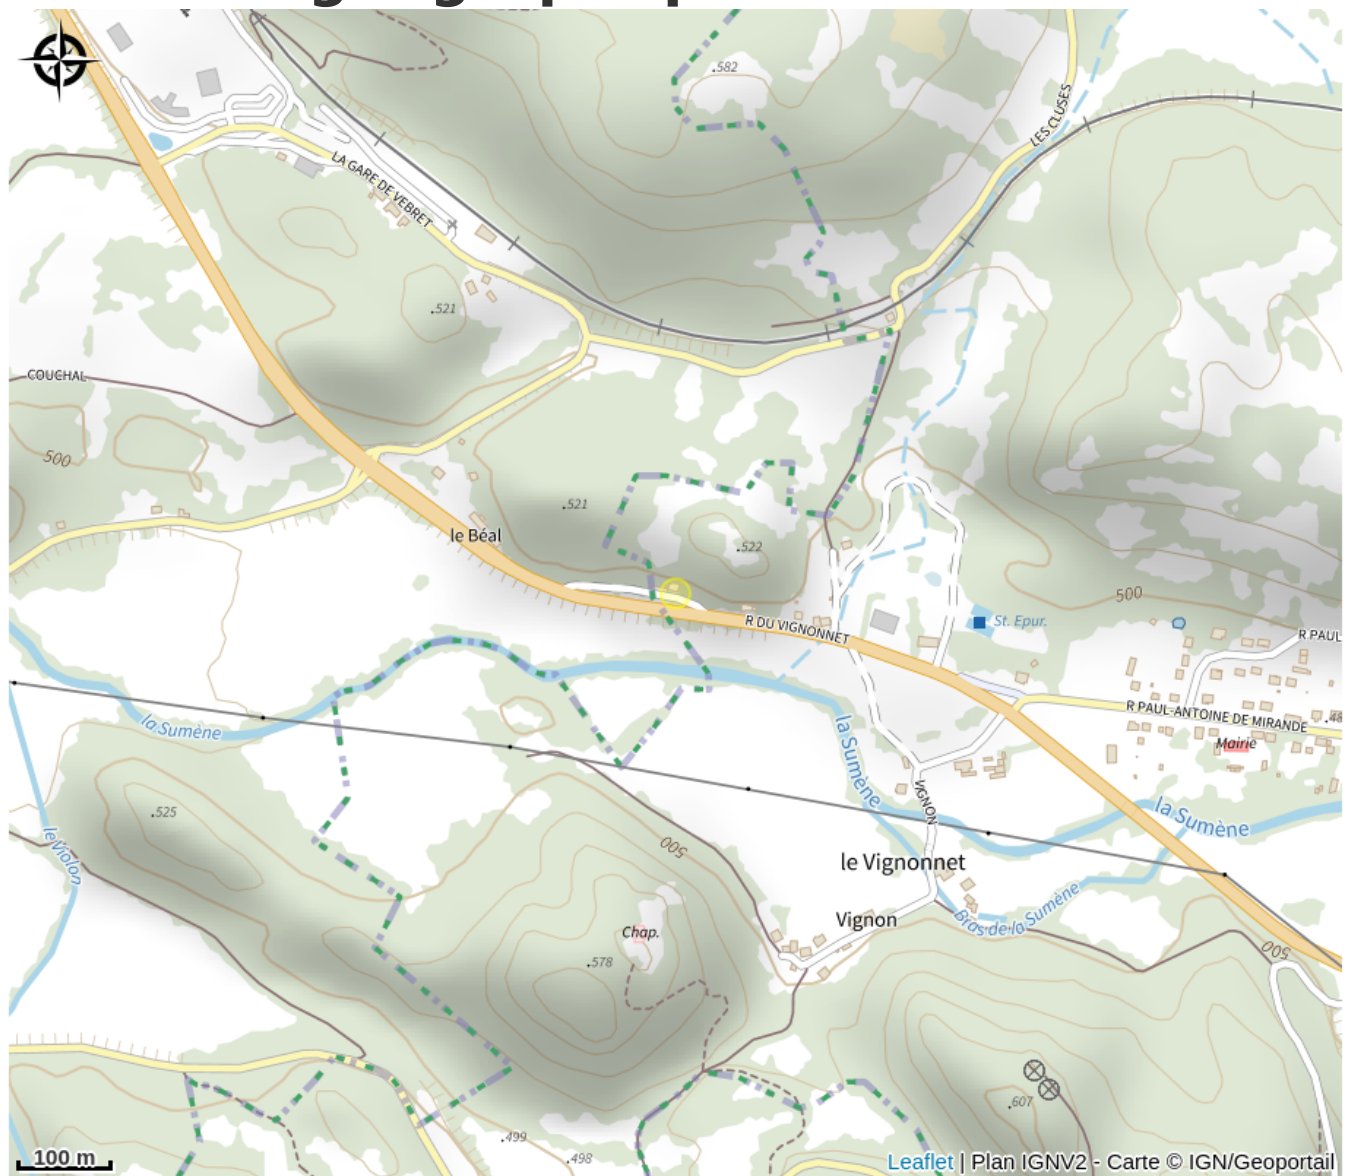 .582
LES CLUSES
LA GARE DE VEBRET
.521
COUCHAL
500
.521
le Béal
.522
500
St. Epur.
R DU VIGNONNET
R PAUL
R PAUL-ANTOINE DE MIRANDE
.48
Mairie
la Sumène
la Sumène
la Sumène
VIGNON
.525
le Violon
500
le Vignonnet
Vignon
Bras de la Sumène
Chap.
.578
500
.607
.499
.498
100 m
Leaflet | Plan IGNV2 - Carte © IGN/Geoportail